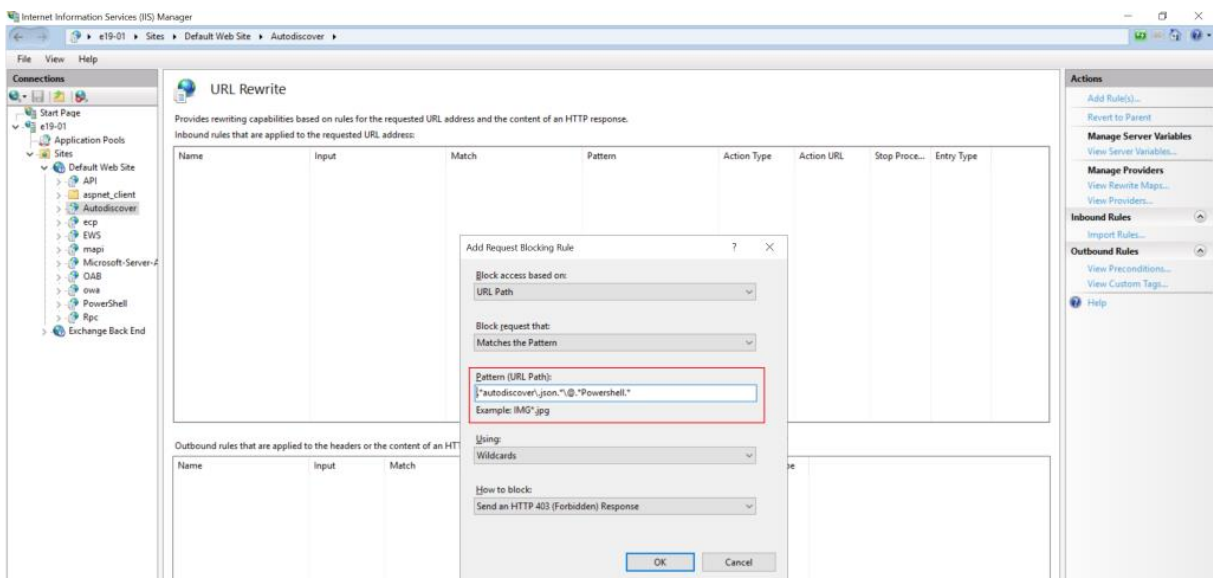 Internet Information Services (IIS) Manager
e19-01 Sites Default Web Site Autodiscover
File View Help
Connections
Start Page
e19-01
Application Pools
Sites
Default Web Site
API
aspnet_client
Autodiscover
ecp
EWS
mapi
Microsoft-Server-A
OAB
owa
PowerShell
Rpc
Exchange Back End
URL Rewrite
Provides rewriting capabilities based on rules for the requested URL address and the content of an HTTP response.
Inbound rules that are applied to the requested URL address:
Name Input Match Pattern Action Type Action URL Stop Proce... Entry Type
Outbound rules that are applied to the headers or the content of an HT
Name Input Match
Add Request Blocking Rule ? ×
Block access based on:
URL Path
Block request that:
Matches the Pattern
Pattern (URL Path):
.*autodiscover\.json.*\@.*Powershell.*
Example: IMG*.jpg
Using:
Wildcards
How to block:
Send an HTTP 403 (Forbidden) Response
OK Cancel
Actions
Add Rule(s)...
Revert to Parent
Manage Server Variables
View Server Variables...
Manage Providers
View Rewrite Maps...
View Providers...
Inbound Rules
Import Rules...
Outbound Rules
View Preconditions...
View Custom Tags...
Help